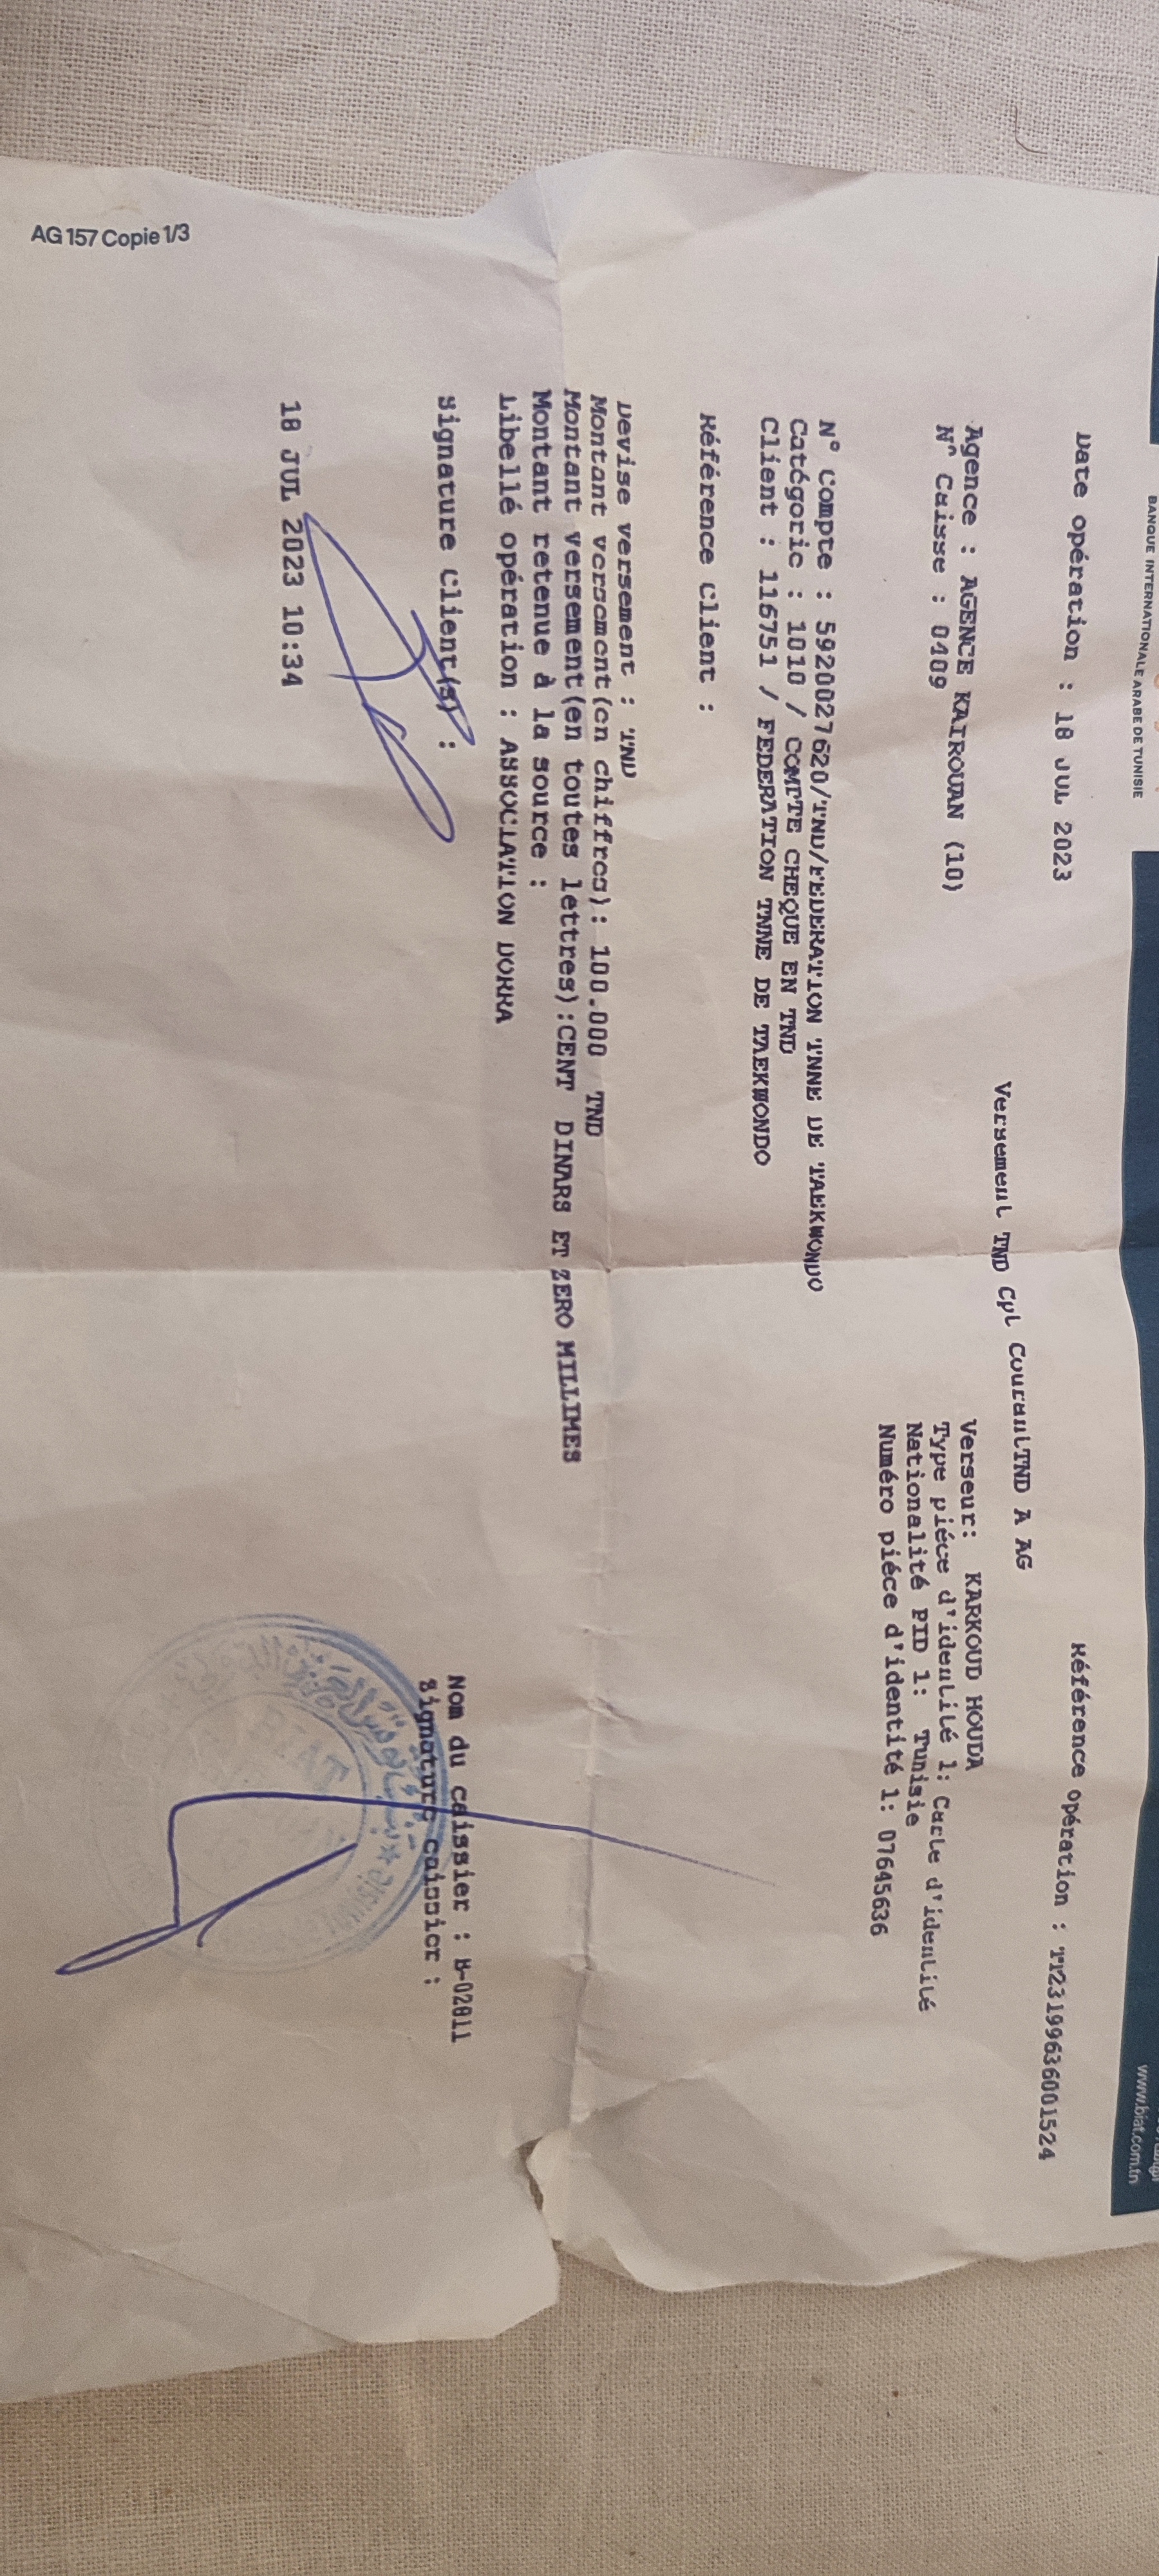 BANQUE INTERNATIONALE ARABE DE TUNISIE
www.biat.com.tn
Date opération : 18 JUL 2023
Référence Opération : TT23199636001524
Versement TND Cpt CourantTND A AG
Agence : AGENCE KAIROUAN (10)
N° Caisse : 0109
Verseur: KARKOUD HOUDA
Type piéce d'identité 1: Carte d'identité
Nationalité PID 1: Tunisie
Numéro piéce d'identité 1: 07645636
N° Compte : 5920027620/TND/FEDERATION TNNE DE TAEKWONDO
Catégorie : 1010 / COMPTE CHEQUE EN TND
Client : 116751 / FEDERATION TNNE DE TAEKWONDO
Référence Client :
Devise versement : TND
Montant versement(en chiffres): 100.000 TND
Montant versement(en toutes lettres):CENT DINARS ET ZERO MILLIMES
Montant retenue à la source :
Libellé opération : ASSOCIATION DORRA
Signature Client(s) :
Nom du caissier : B-02811
Signature caissier :
BIAT
18 JUL 2023 10:34
AG 157 Copie 1/3